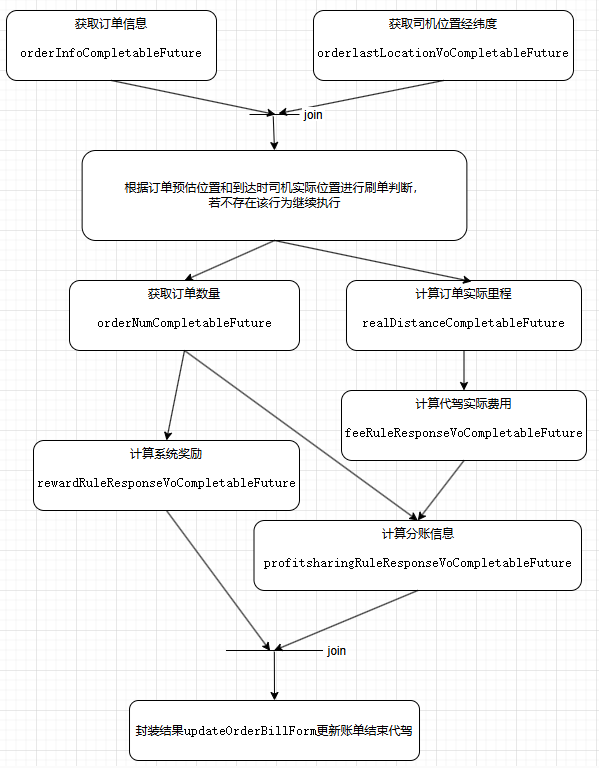 获取订单信息
orderInfoCompletableFuture
获取司机位置经纬度
orderlastLocationVoCompletableFuture
join
根据订单预估位置和到达时司机实际位置进行刷单判断，
若不存在该行为继续执行
获取订单数量
orderNumCompletableFuture
计算订单实际里程
realDistanceCompletableFuture
计算代驾实际费用
feeRuleResponseVoCompletableFuture
计算系统奖励
rewardRuleResponseVoCompletableFuture
计算分账信息
profitsharingRuleResponseVoCompletableFuture
join
封装结果updateOrderBillForm更新账单结束代驾